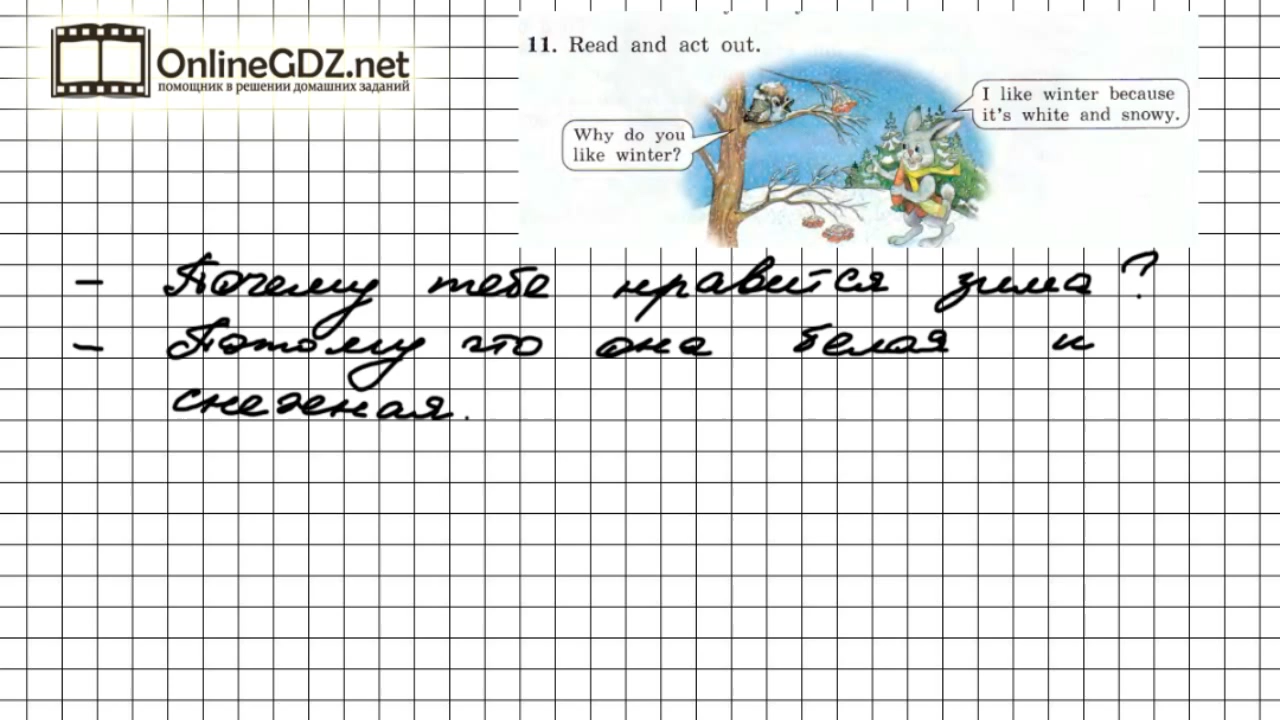 OnlineGDZ.net
помощник в решении домашних заданий
11. Read and act out.
Why do you
like winter?
I like winter because
it's white and snowy.
- Почему тебе нравится зима?
- Потому что она белая и
снежная.